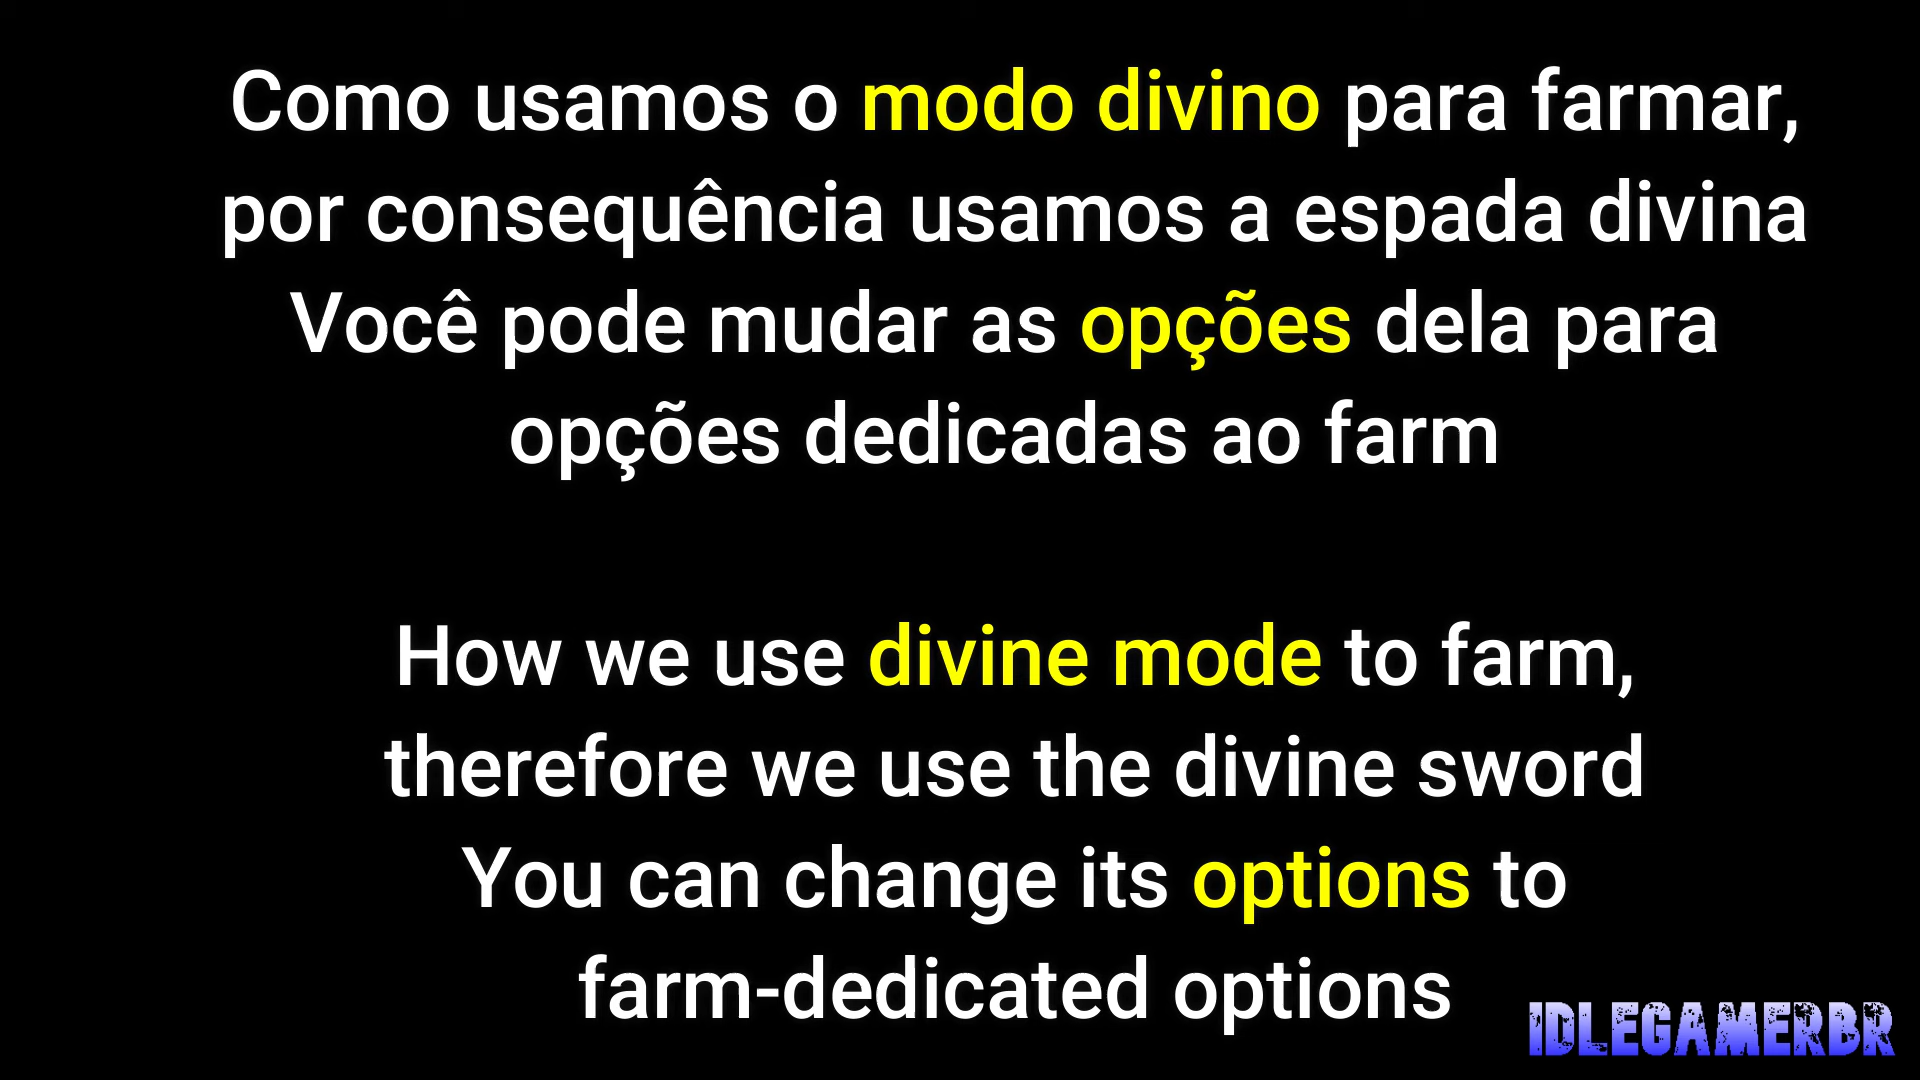 Como usamos o modo divino para farmar,
por consequência usamos a espada divina
Você pode mudar as opções dela para
opções dedicadas ao farm
How we use divine mode to farm,
therefore we use the divine sword
You can change its options to
farm-dedicated options
IDLEGAMERBR